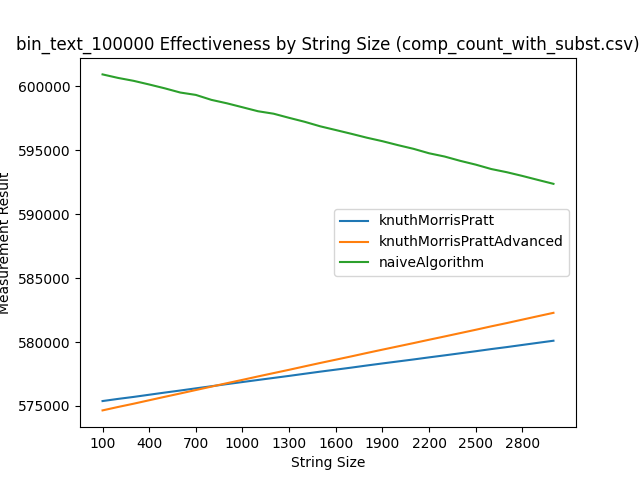 bin_text_100000 Effectiveness by String Size (comp_count_with_subst.csv)
Measurement Result
600000
595000
590000
585000
580000
575000
knuthMorrisPratt
knuthMorrisPrattAdvanced
naiveAlgorithm
100 400 700 1000 1300 1600 1900 2200 2500 2800
String Size